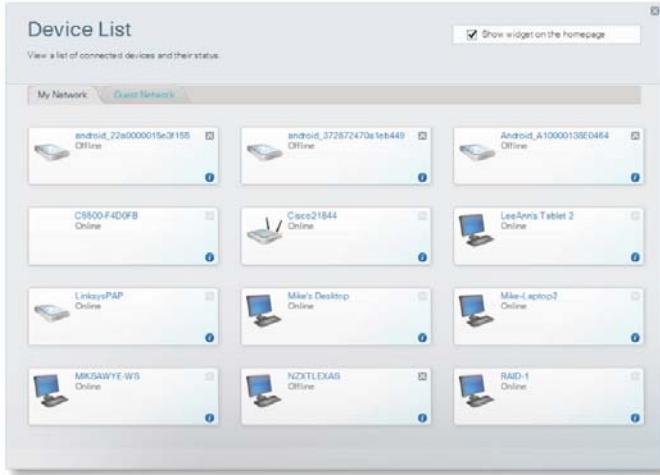 Device List
Show widget on the homepage
View a list of connected devices and their status.
My Network
Guest Network
android_22a0000015e3f155
Offline
android_372872470a1eb449
Offline
Android_A10000138E0464
Offline
CS500-F4D0FB
Online
Cisco21844
Online
LeeAnn's Tablet 2
Online
LinksysPAP
Online
Mike's Desktop
Online
Mike-Laptop2
Online
MIKSAWYE-WS
Online
NZXTLEXAS
Offline
RAID-1
Online